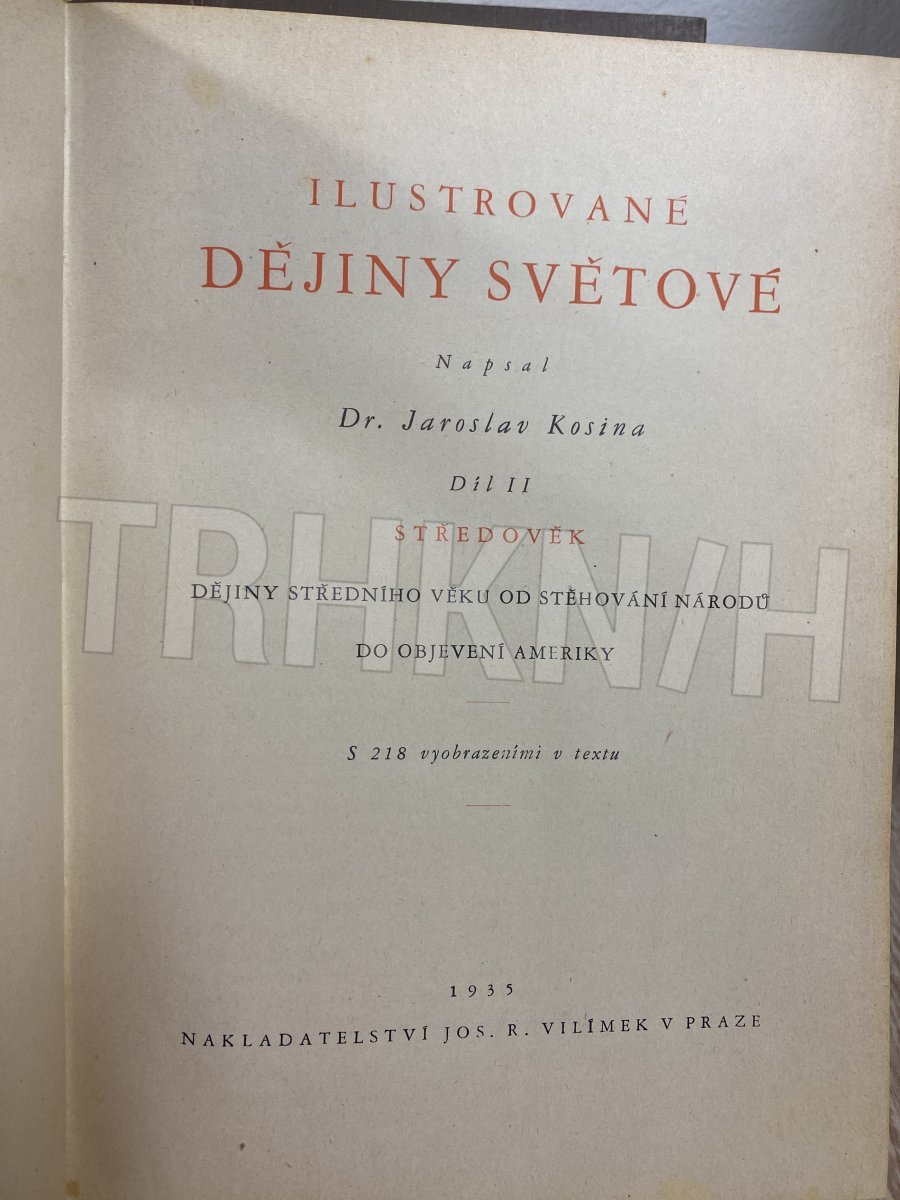 ILUSTROVANÉ
DĚJINY SVĚTOVÉ
Napsal
Dr. Jaroslav Kosina
Díl II
STŘEDOVĚK
DĚJINY STŘEDNÍHO VĚKU OD STĚHOVÁNÍ NÁRODŮ
DO OBJEVENÍ AMERIKY
S 218 vyobrazeními v textu
1935
NAKLADATELSTVÍ JOS. R. VILÍMEK V PRAZE
TRHKNIH